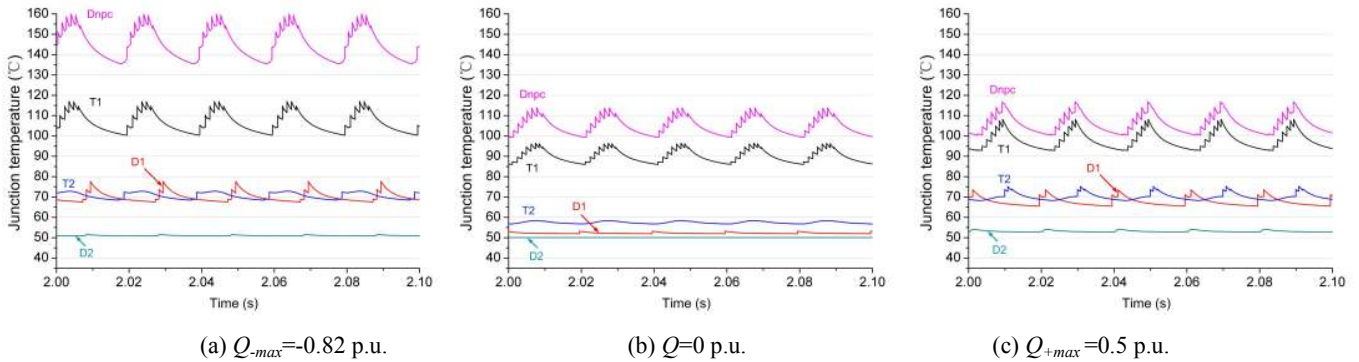 Junction temperature (℃)
160
150
140
130
120
110
100
90
80
70
60
50
40
Dnpc
T1
D1
T2
D2
2.00 2.02 2.04 2.06 2.08 2.10
Time (s)
(a) Q-max=-0.82 p.u.
Junction temperature (℃)
160
150
140
130
120
110
100
90
80
70
60
50
40
Dnpc
T1
T2
D1
D2
2.00 2.02 2.04 2.06 2.08 2.10
Time (s)
(b) Q=0 p.u.
Junction temperature (℃)
160
150
140
130
120
110
100
90
80
70
60
50
40
Dnpc
T1
D1
T2
D2
2.00 2.02 2.04 2.06 2.08 2.10
Time (s)
(c) Q+max =0.5 p.u.